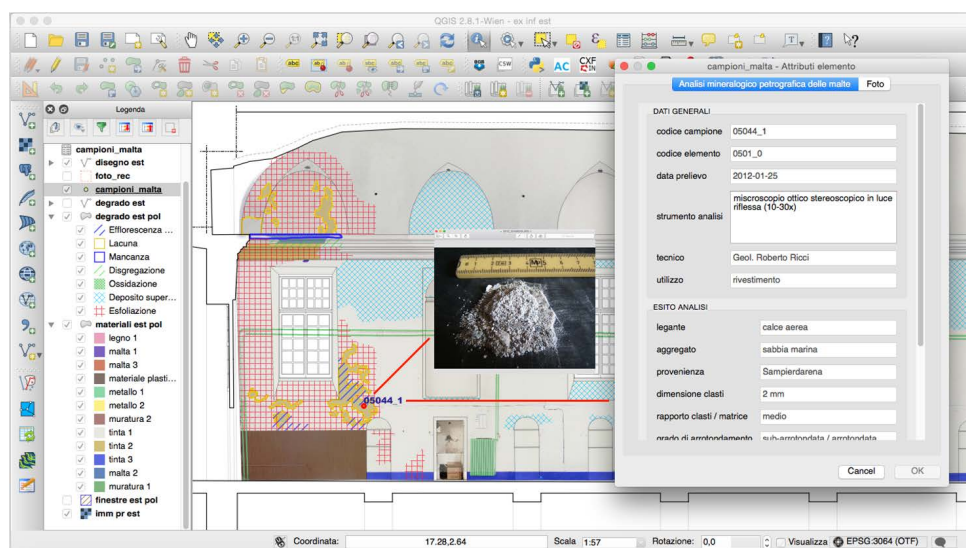 QGIS 2.8.1-Wien - ex inf est
abc
CSW
AC
Legenda
campioni_malta
disegno est
foto_rec
campioni_malta
degrado est
degrado est pol
Efflorescenza ...
Lacuna
Mancanza
Disgregazione
Ossidazione
Deposito super...
Esfoliazione
materiali est pol
legno 1
malta 1
malta 3
materiale plasti...
metallo 1
metallo 2
muratura 2
tinta 1
tinta 2
tinta 3
malta 2
muratura 1
finestre est pol
imm pr est
05044_1
campioni_malta - Attributi elemento
Analisi mineralogico petrografica delle malte Foto
DATI GENERALI
codice campione 05044_1
codice elemento 0501_0
data prelievo 2012-01-25
strumento analisi
miscroscopio ottico stereoscopico in luce
riflessa (10-30x)
tecnico Geol. Roberto Ricci
utilizzo rivestimento
ESITO ANALISI
legante calce aerea
aggregato sabbia marina
provenienza Sampierdarena
dimensione clasti 2 mm
rapporto clasti / matrice medio
grado di arrotondamento sub-arrotondata / arrotondata
Cancel OK
Coordinata: 17.28,2.64 Scala 1:57 Rotazione: 0,0 Visualizza EPSG:3064 (OTF)